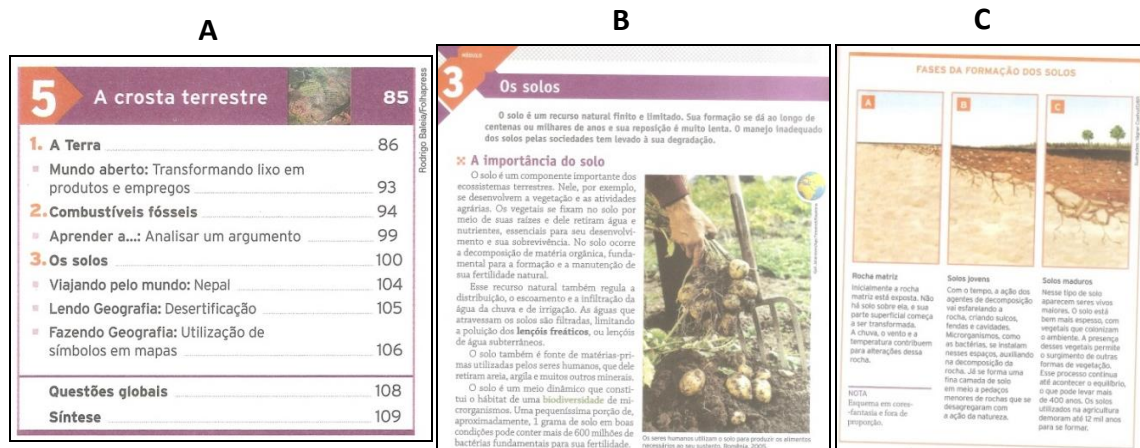 A
B
C
5 A crosta terrestre 85
Rodrigo Baleia/Folhapress
1. A Terra 86
Mundo aberto: Transformando lixo em
produtos e empregos 93
2. Combustíveis fósseis 94
Aprender a...: Analisar um argumento 99
3. Os solos 100
Viajando pelo mundo: Nepal 104
Lendo Geografia: Desertificação 105
Fazendo Geografia: Utilização de
símbolos em mapas 106
Questões globais 108
Síntese 109
3 Os solos
O solo é um recurso natural finito e limitado. Sua formação se dá ao longo de
centenas ou milhares de anos e sua reposição é muito lenta. O manejo inadequado
dos solos pelas sociedades tem levado à sua degradação.
A importância do solo
O solo é um componente importante dos
ecossistemas terrestres. Nele, por exemplo,
se desenvolvem a vegetação e as atividades
agrárias. Os vegetais se fixam no solo por
meio de suas raízes e dele retiram água e
nutrientes, essenciais para seu desenvolvi-
mento e sua sobrevivência. No solo ocorre
a decomposição de matéria orgânica, funda-
mental para a formação e a manutenção de
sua fertilidade natural.
Esse recurso natural também regula a
distribuição, o escoamento e a infiltração da
água da chuva e de irrigação. As águas que
atravessam os solos são filtradas, limitando
a poluição dos lençóis freáticos, ou lençóis
de água subterrâneos.
O solo também é fonte de matérias-pri-
mas utilizadas pelos seres humanos, que dele
retiram areia, argila e muitos outros minerais.
O solo é um meio dinâmico que consti-
tui o hábitat de uma biodiversidade de mi-
crorganismos. Uma pequeníssima porção de,
aproximadamente, 1 grama de solo em boas
condições pode conter mais de 600 milhões de
bactérias fundamentais para sua fertilidade.
Os seres humanos utilizam o solo para produzir os alimentos
necessários ao seu sustento. Rondônia, 2005.
FASES DA FORMAÇÃO DOS SOLOS
A
B
C
Rocha matriz
Inicialmente a rocha
matriz está exposta. Não
há solo sobre ela, e sua
parte superficial começa
a ser transformada.
A chuva, o vento e a
temperatura contribuem
para alterações dessa
rocha.
NOTA
Esquema em cores-
-fantasia e fora de
proporção.
Solos jovens
Com o tempo, a ação dos
agentes de decomposição
vai esfarelando a
rocha, criando sulcos,
fendas e cavidades.
Microrganismos, como
as bactérias, se instalam
nesses espaços, auxiliando
na decomposição da
rocha. Já se forma uma
fina camada de solo
em meio a pedaços
menores de rochas que se
desagregaram com
a ação da natureza.
Solos maduros
Nesse tipo de solo
aparecem seres vivos
maiores. O solo está
bem mais espesso, com
vegetais que colonizam
o ambiente. A presença
desses vegetais permite
o surgimento de outras
formas de vegetação.
Esse processo continua
até acontecer o equilíbrio,
o que pode levar mais
de 400 anos. Os solos
utilizados na agricultura
demoram até 12 mil anos
para se formar.